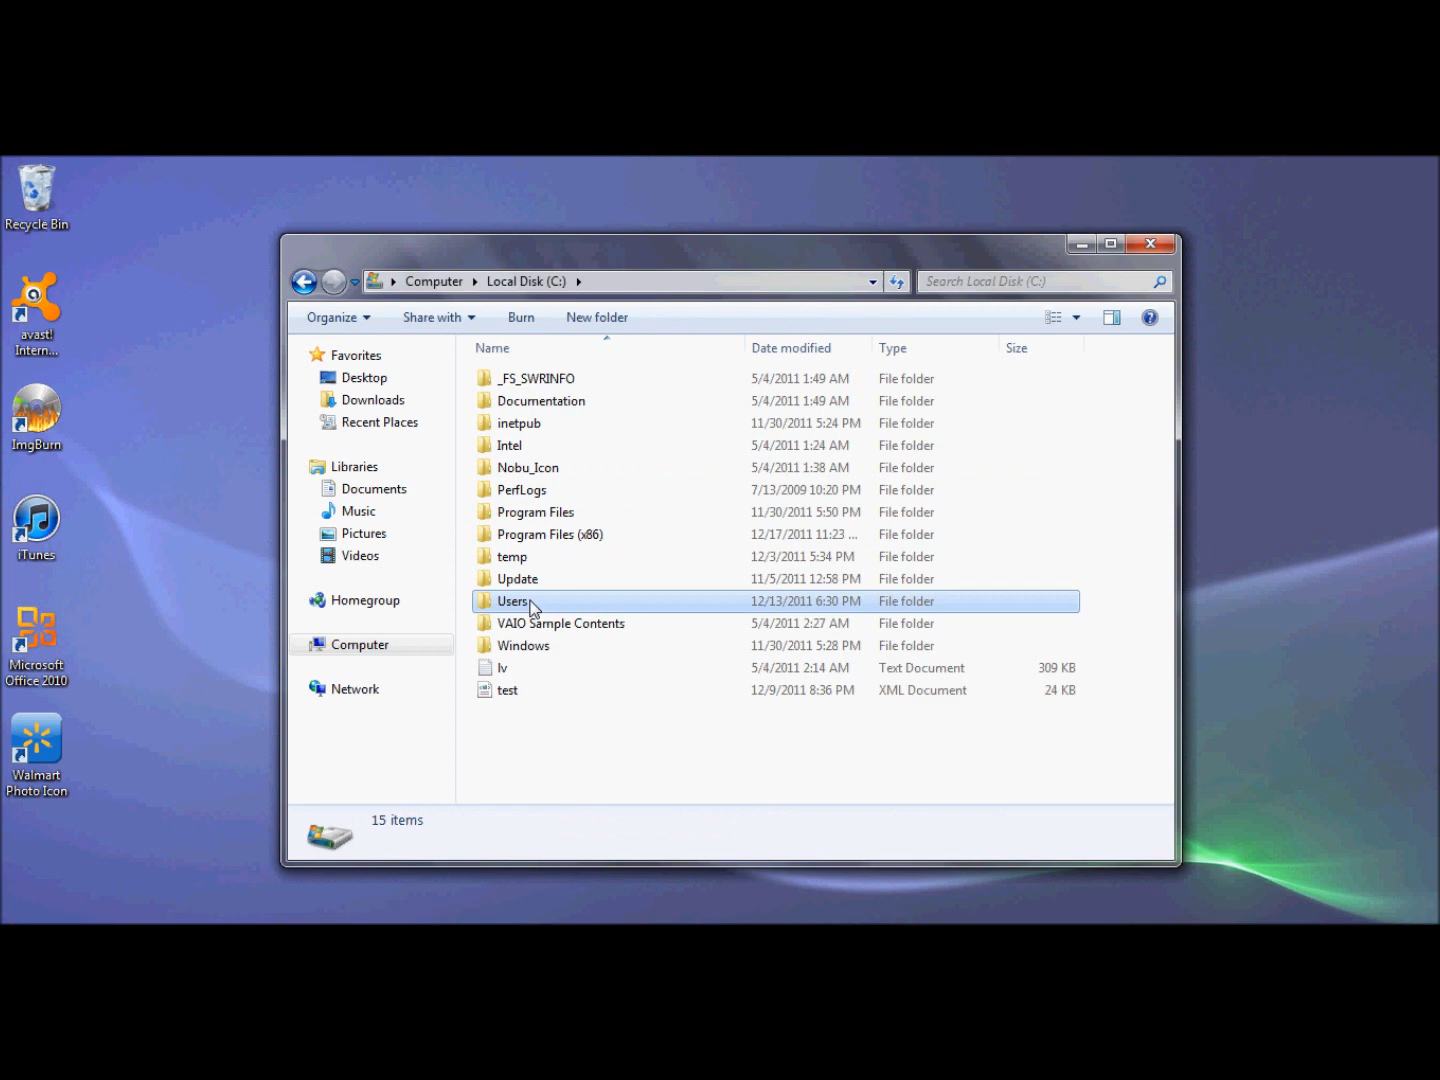 Recycle Bin
avast!
Intern...
ImgBurn
iTunes
Microsoft
Office 2010
Walmart
Photo Icon
Computer Local Disk (C:)
Search Local Disk (C:)
Organize Share with Burn New folder
Name Date modified Type Size
Favorites
Desktop
Downloads
Recent Places
Libraries
Documents
Music
Pictures
Videos
Homegroup
Computer
Network
_FS_SWRINFO 5/4/2011 1:49 AM File folder
Documentation 5/4/2011 1:49 AM File folder
inetpub 11/30/2011 5:24 PM File folder
Intel 5/4/2011 1:24 AM File folder
Nobu_Icon 5/4/2011 1:38 AM File folder
PerfLogs 7/13/2009 10:20 PM File folder
Program Files 11/30/2011 5:50 PM File folder
Program Files (x86) 12/17/2011 11:23 ... File folder
temp 12/3/2011 5:34 PM File folder
Update 11/5/2011 12:58 PM File folder
Users 12/13/2011 6:30 PM File folder
VAIO Sample Contents 5/4/2011 2:27 AM File folder
Windows 11/30/2011 5:28 PM File folder
lv 5/4/2011 2:14 AM Text Document 309 KB
test 12/9/2011 8:36 PM XML Document 24 KB
15 items